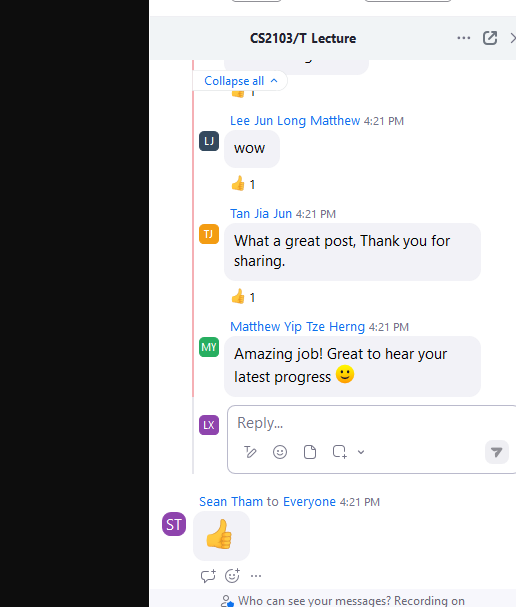 CS2103/T Lecture
Collapse all
1
Lee Jun Long Matthew 4:21 PM
LJ
wow
1
Tan Jia Jun 4:21 PM
TJ
What a great post, Thank you for
sharing.
1
Matthew Yip Tze Herng 4:21 PM
MY
Amazing job! Great to hear your
latest progress
LX
Reply...
Sean Tham to Everyone 4:21 PM
ST
Who can see your messages? Recording on